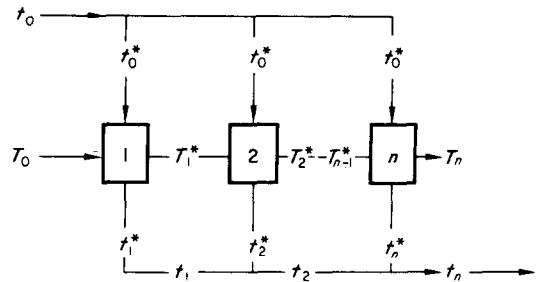 t₀
t₀* t₀* t₀*
T₀ 1 T₁* 2 T₂* Tₙ₋₁* n Tₙ
t₁* t₂* tₙ*
t₁ t₂ tₙ